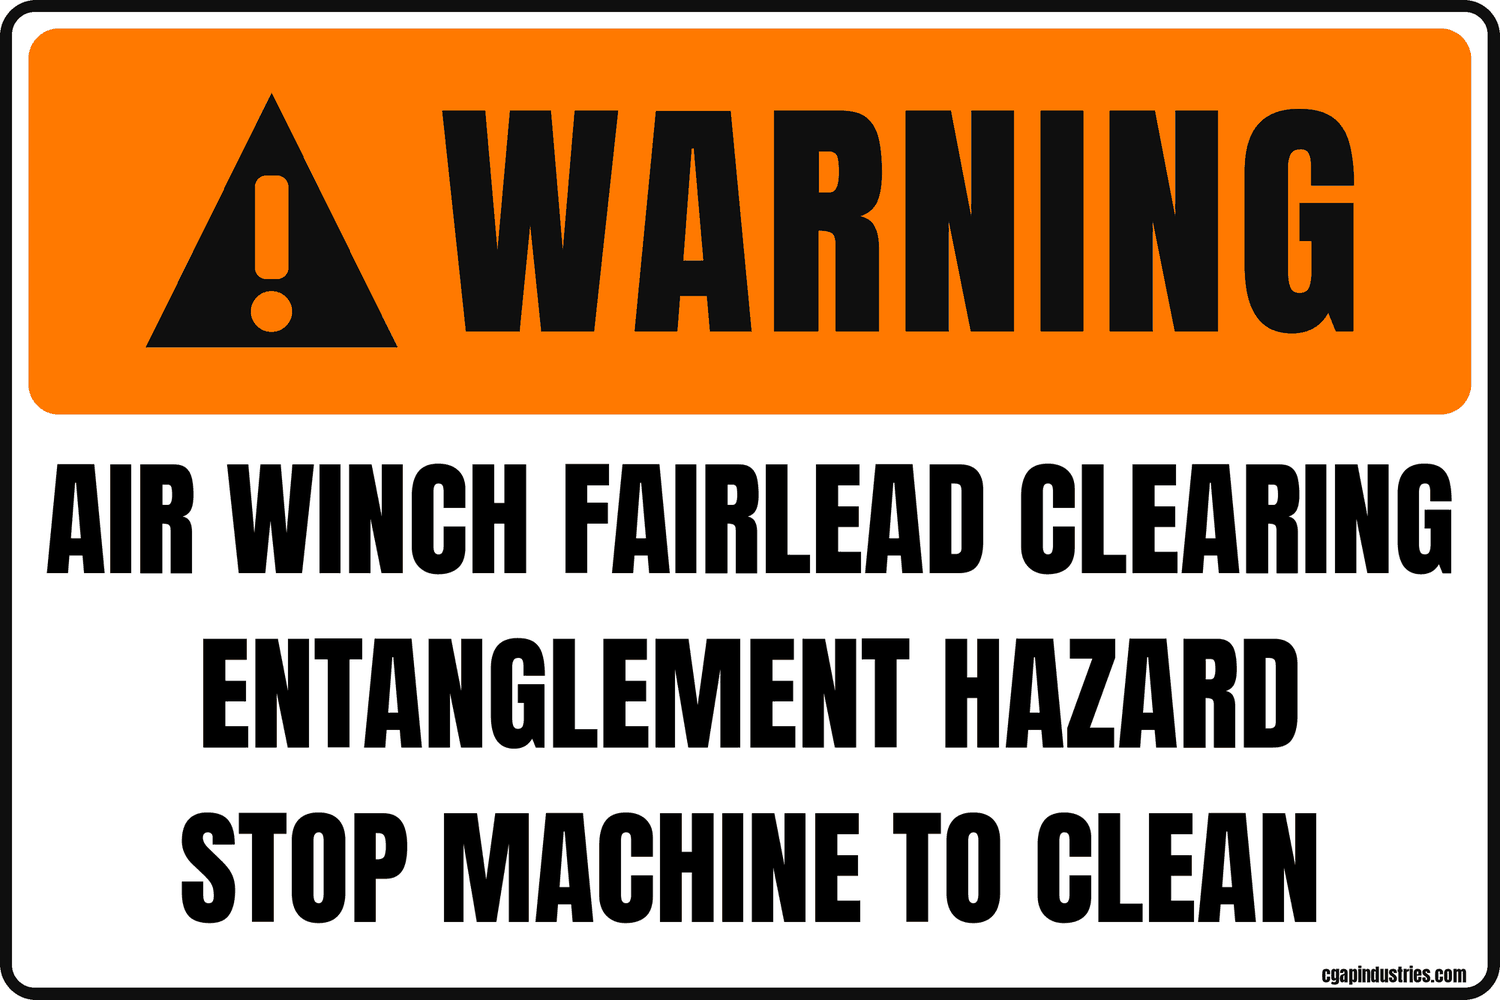 WARNING
AIR WINCH FAIRLEAD CLEARING
ENTANGLEMENT HAZARD
STOP MACHINE TO CLEAN
cgapindustries.com